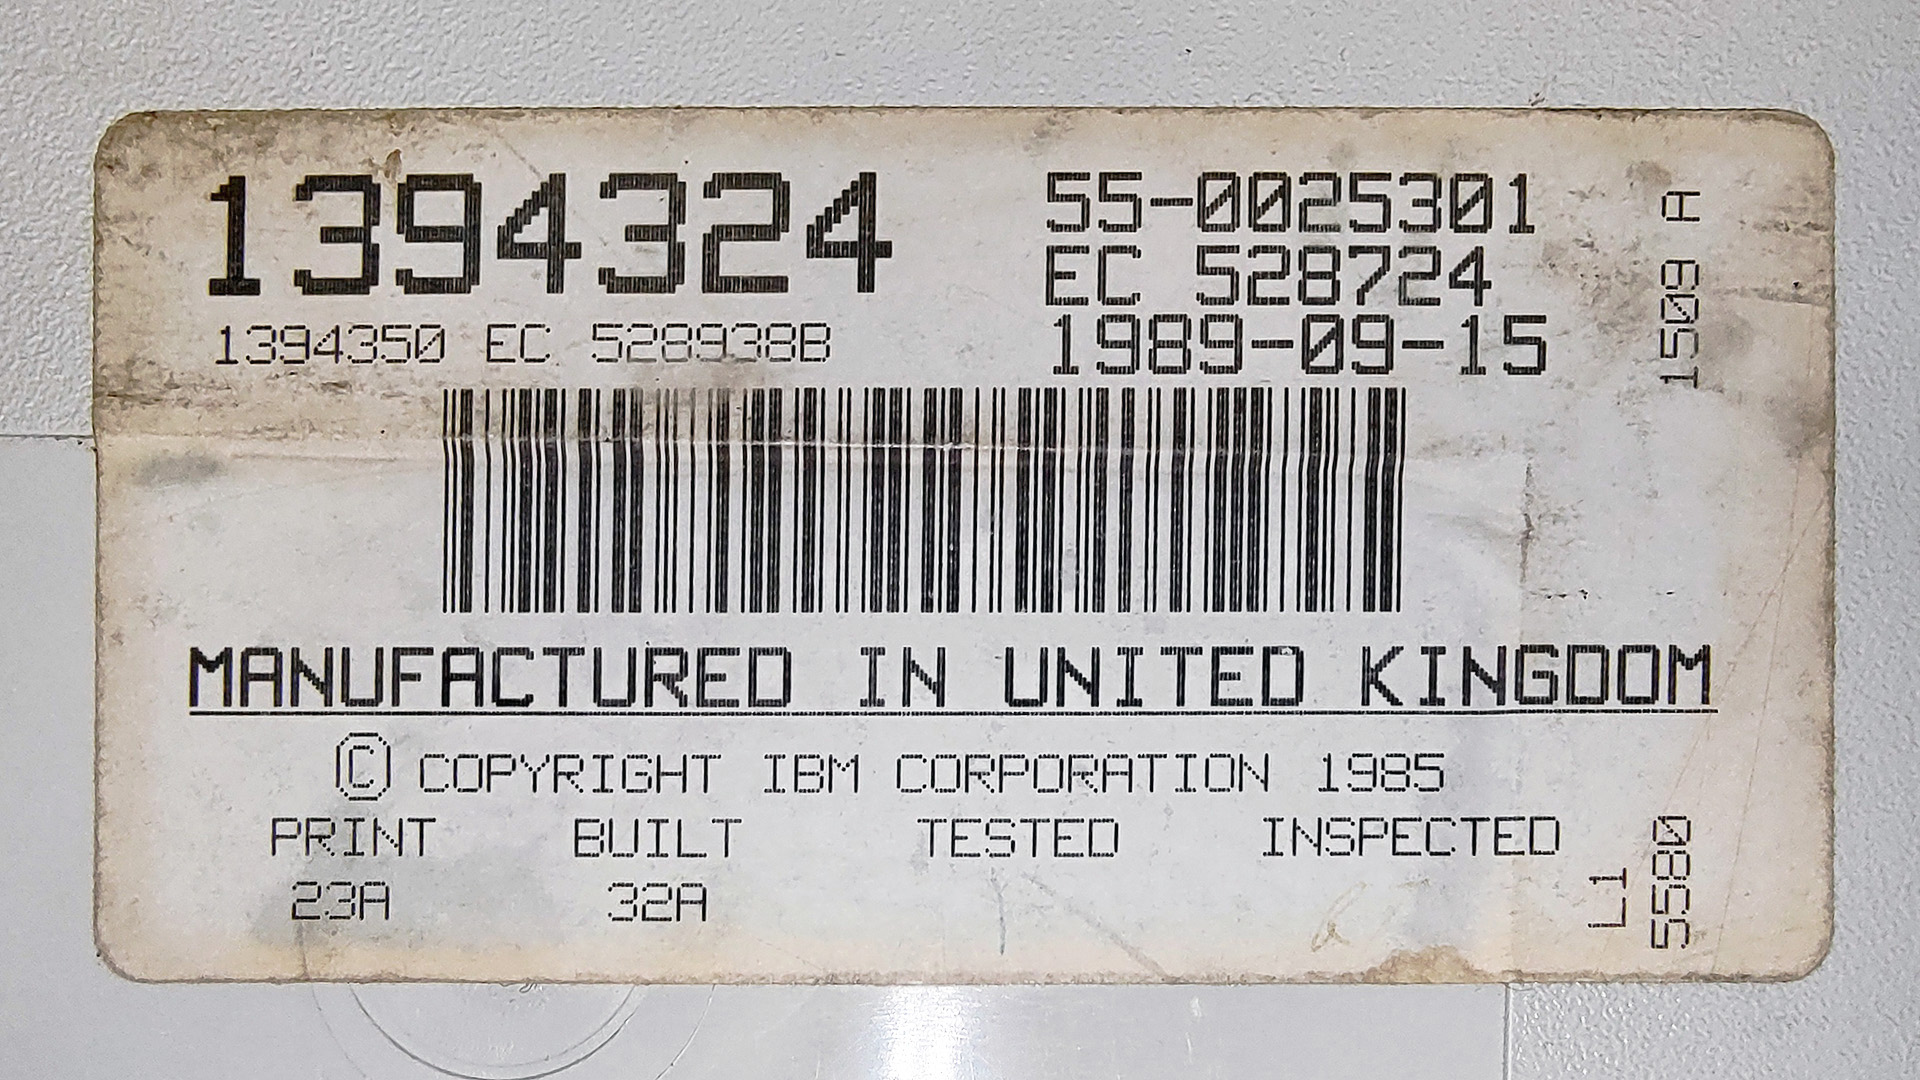 1394324
1394350 EC 528938B
55-0025301
EC 528724
1989-09-15
1509 A
MANUFACTURED IN UNITED KINGDOM
© COPYRIGHT IBM CORPORATION 1985
PRINT BUILT TESTED INSPECTED
23A 32A
L1
5580